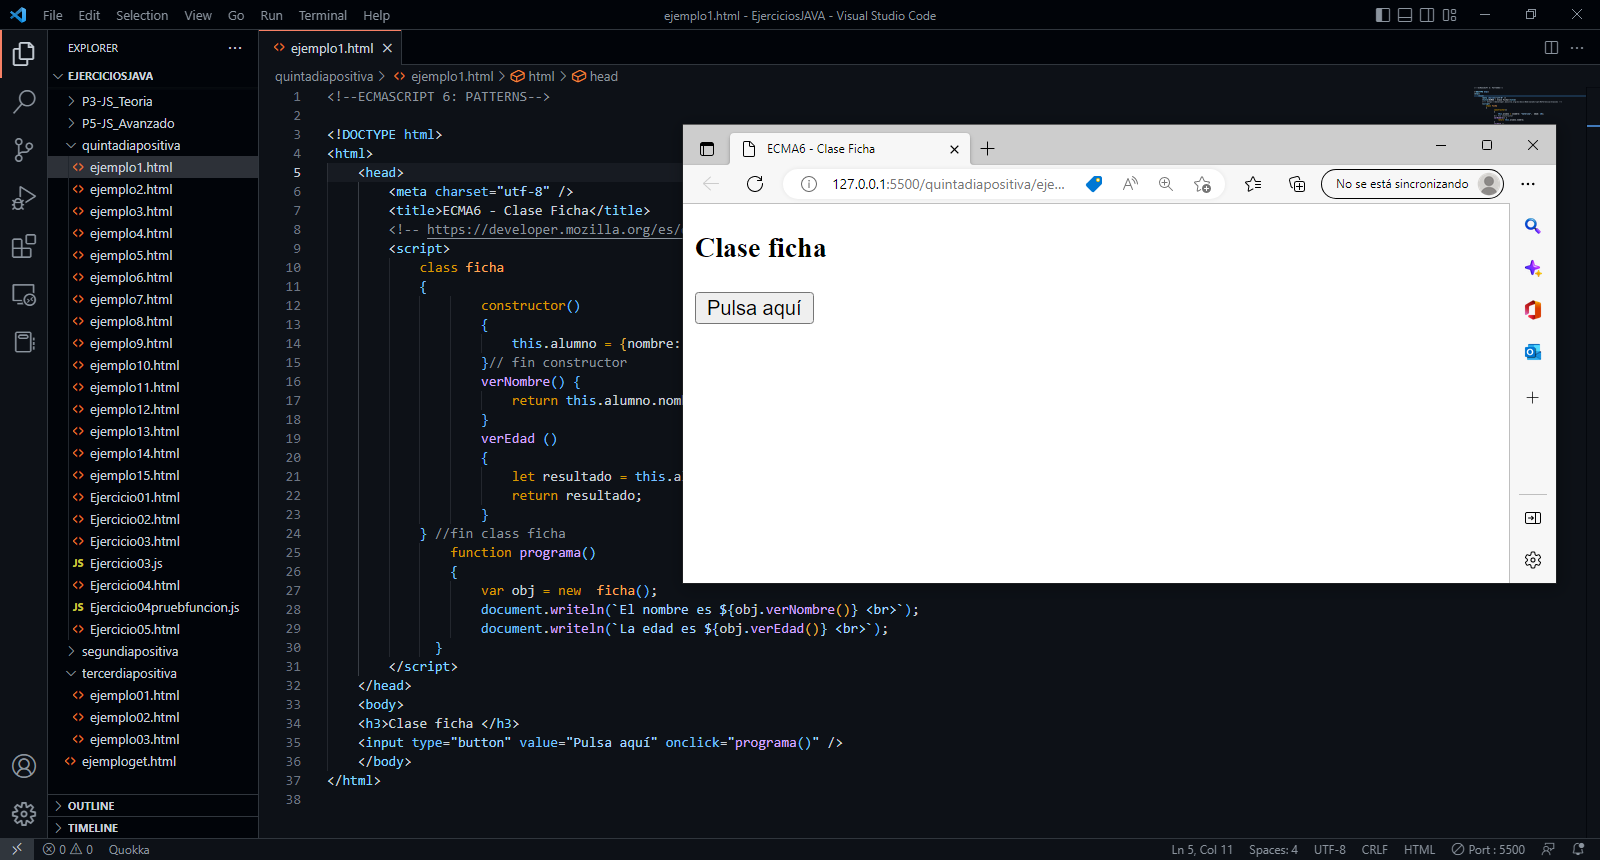 File Edit Selection View Go Run Terminal Help
ejemplo1.html - EjerciciosJAVA - Visual Studio Code
EXPLORER
EJERCICIOSJAVA
P3-JS_Teoria
P5-JS_Avanzado
quintadiapositiva
ejemplo1.html
ejemplo2.html
ejemplo3.html
ejemplo4.html
ejemplo5.html
ejemplo6.html
ejemplo7.html
ejemplo8.html
ejemplo9.html
ejemplo10.html
ejemplo11.html
ejemplo12.html
ejemplo13.html
ejemplo14.html
ejemplo15.html
Ejercicio01.html
Ejercicio02.html
Ejercicio03.html
JS Ejercicio03.js
Ejercicio04.html
JS Ejercicio04pruebfuncion.js
Ejercicio05.html
segundiapositiva
tercerdiapositiva
ejemplo01.html
ejemplo02.html
ejemplo03.html
ejemploget.html
OUTLINE
TIMELINE
ejemplo1.html
quintadiapositiva > ejemplo1.html > html > head
1 <!--ECMASCRIPT 6: PATTERNS-->
2
3 <!DOCTYPE html>
4 <html>
5 <head>
6 <meta charset="utf-8" />
7 <title>ECMA6 - Clase Ficha</title>
8 <!-- https://developer.mozilla.org/es/
9 <script>
10 class ficha
11 {
12 constructor()
13 {
14 this.alumno = {nombre:
15 }// fin constructor
16 verNombre() {
17 return this.alumno.nom
18 }
19 verEdad ()
20 {
21 let resultado = this.a
22 return resultado;
23 }
24 } //fin class ficha
25 function programa()
26 {
27 var obj = new  ficha();
28 document.writeln(`El nombre es ${obj.verNombre()} <br>`);
29 document.writeln(`La edad es ${obj.verEdad()} <br>`);
30 }
31 </script>
32 </head>
33 <body>
34 <h3>Clase ficha </h3>
35 <input type="button" value="Pulsa aquí" onclick="programa()" />
36 </body>
37 </html>
38
ECMA6 - Clase Ficha
127.0.0.1:5500/quintadiapositiva/eje...
No se está sincronizando
Clase ficha
Pulsa aquí
0 0 Quokka
Ln 5, Col 11 Spaces: 4 UTF-8 CRLF HTML Port : 5500